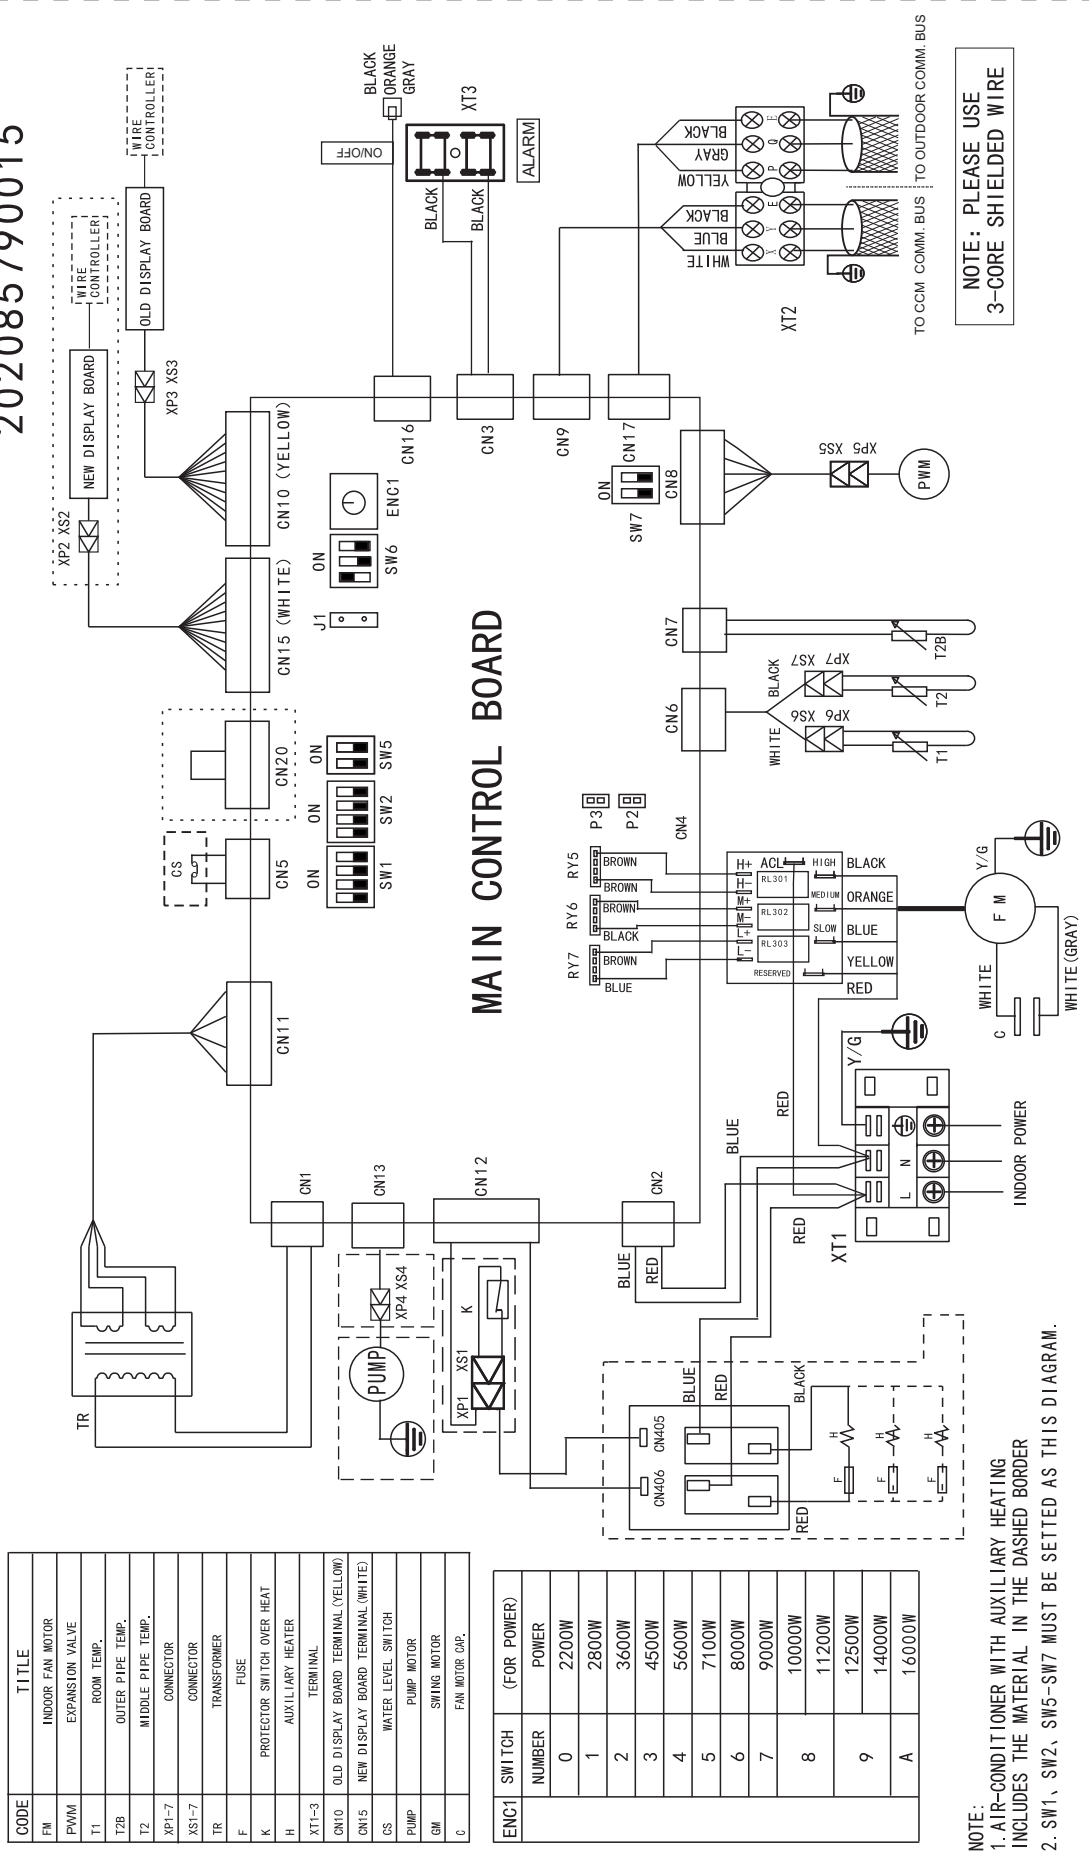 202085790015
WIRE
CONTROLLER
OLD DISPLAY BOARD
XP3 XS3
WIRE
CONTROLLER
NEW DISPLAY BOARD
XP2 XS2
BLACK
ORANGE
GRAY
ON/OFF
XT3
ALARM
BLACK
BLACK
BLACK
GRAY
YELLOW
BLACK
BLUE
WHITE
E
Q
P
E
Y
X
XT2
TO OUTDOOR COMM. BUS
TO CCM COMM. BUS
NOTE: PLEASE USE
3-CORE SHIELDED WIRE
CN10 (YELLOW)
CN15 (WHITE)
CN16
CN3
CN9
CN17
CN8
ENC1
ON
SW6
J1
ON
SW7
XS5 XP5
PWM
CN20
ON
SW5
ON
SW2
CS
CN5
ON
SW1
MAIN CONTROL BOARD
CN7
T2B
CN6
BLACK
XS7 XP7
T2
WHITE
XS6 XP6
T1
P3
P2
CN4
RY5
BROWN
BROWN
RY6
BROWN
BLACK
RY7
BROWN
BLUE
H+
H-
M+
M-
L+
L-
ACL
RL301
RL302
RL303
HIGH
MEDIUM
SLOW
RESERVED
BLACK
ORANGE
BLUE
YELLOW
RED
Y/G
FM
WHITE
WHITE(GRAY)
C
CN11
TR
CN1
CN13
CN12
CN2
XP4 XS4
PUMP
K
XP1 XS1
BLUE
RED
BLUE
RED
RED
Y/G
N
L
XT1
INDOOR POWER
CN405
CN406
BLUE
RED
BLACK
RED
H
H
H
F
F
F
CODE TITLE
FM INDOOR FAN MOTOR
PWM EXPANSION VALVE
T1 ROOM TEMP.
T2B OUTER PIPE TEMP.
T2 MIDDLE PIPE TEMP.
XP1-7 CONNECTOR
XS1-7 CONNECTOR
TR TRANSFORMER
F FUSE
K PROTECTOR SWITCH OVER HEAT
H AUXILIARY HEATER
XT1-3 TERMINAL
CN10 OLD DISPLAY BOARD TERMINAL(YELLOW)
CN15 NEW DISPLAY BOARD TERMINAL(WHITE)
CS WATER LEVEL SWITCH
PUMP PUMP MOTOR
GM SWING MOTOR
C FAN MOTOR CAP.
ENC1 SWITCH (FOR POWER)
NUMBER POWER
0 2200W
1 2800W
2 3600W
3 4500W
4 5600W
5 7100W
6 8000W
7 9000W
8 10000W
11200W
9 12500W
14000W
A 16000W
NOTE:
1. AIR-CONDITIONER WITH AUXILIARY HEATING
INCLUDES THE MATERIAL IN THE DASHED BORDER
2. SW1、SW2、SW5-SW7 MUST BE SETTED AS THIS DIAGRAM.